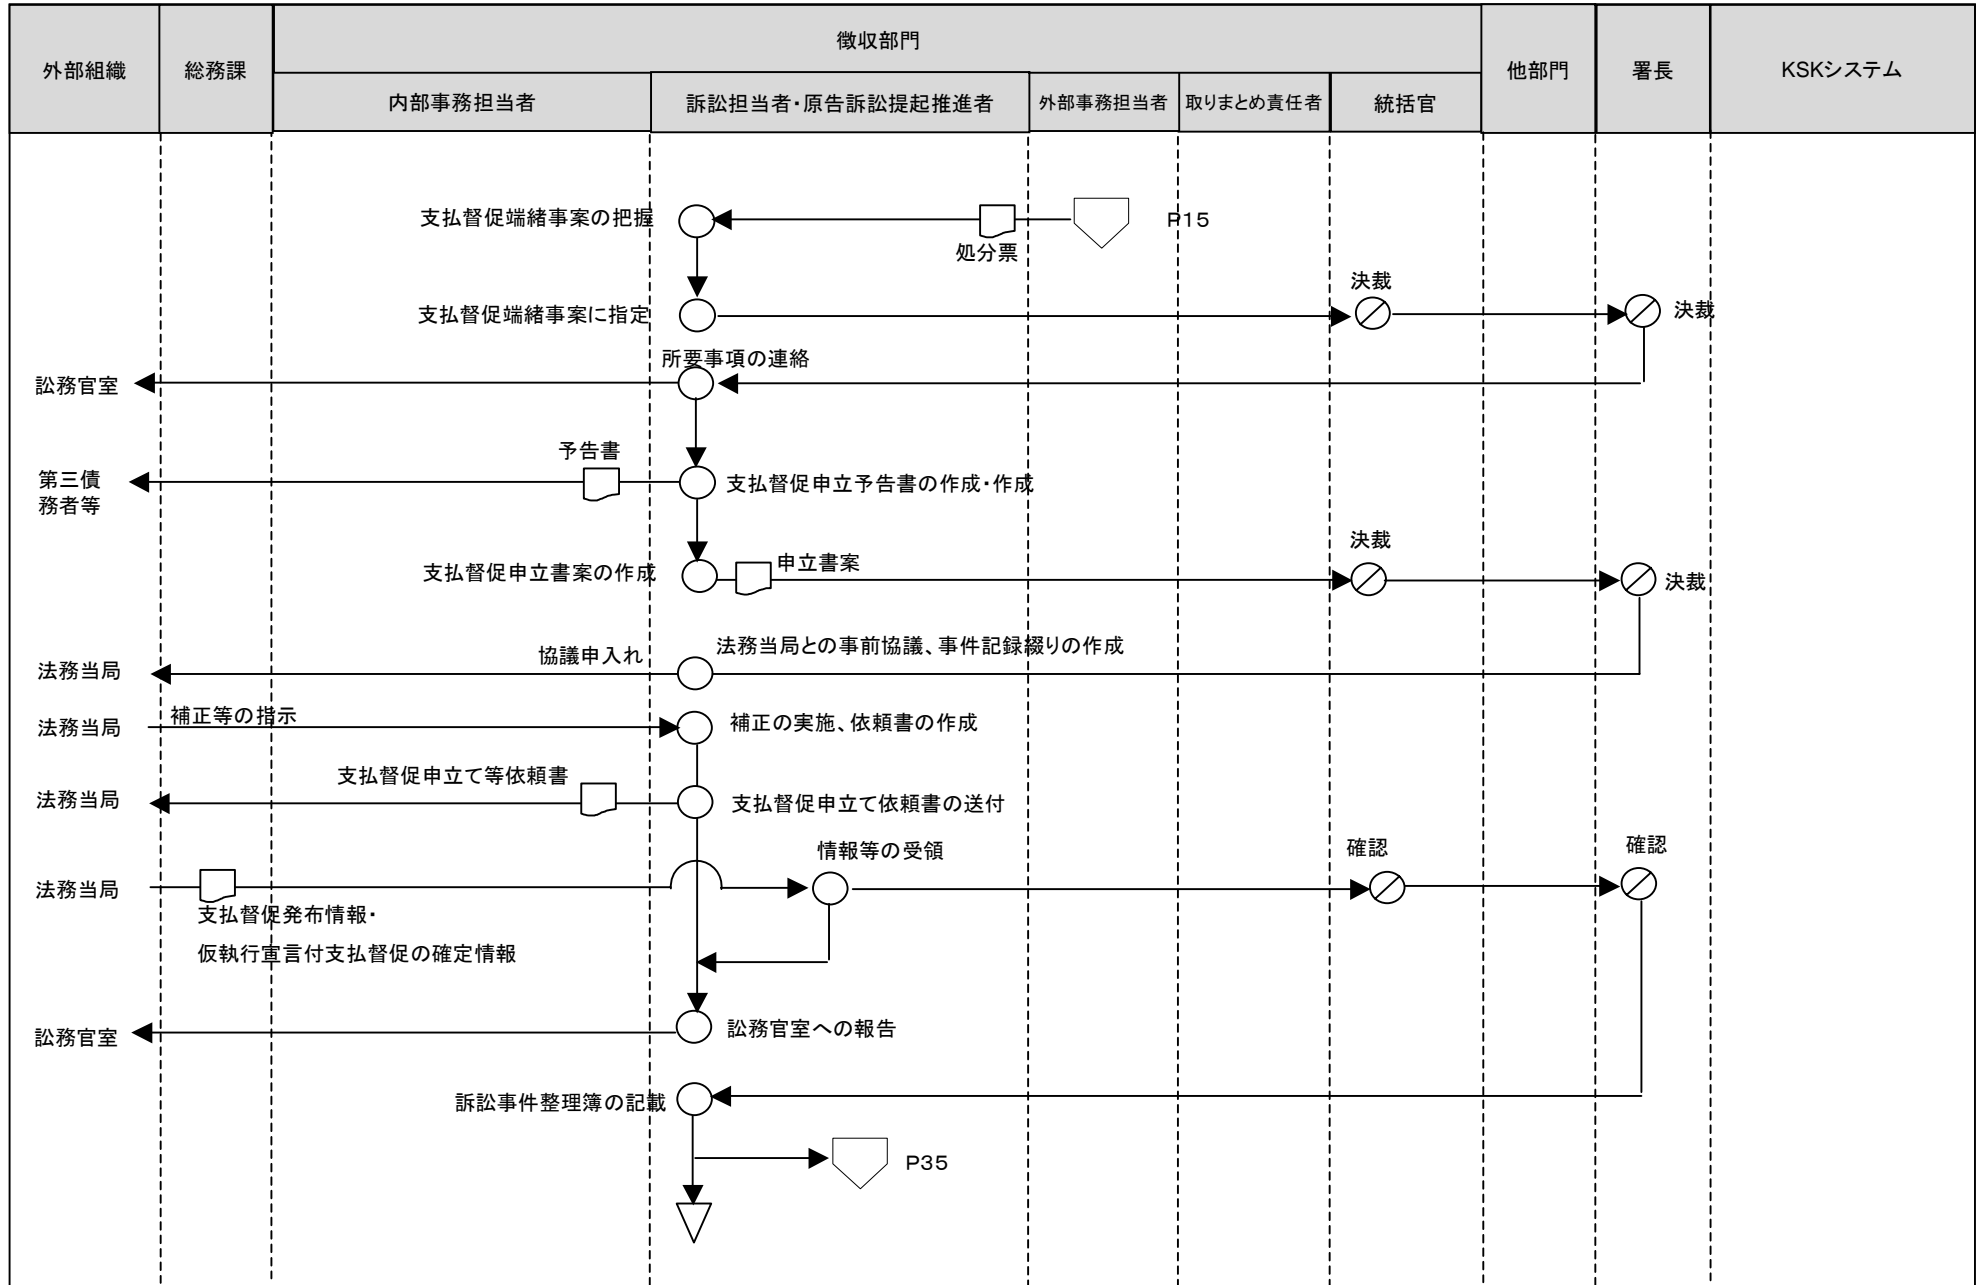 徴収部門
外部組織
総務課
他部門
署長
KSKシステム
内部事務担当者
訴訟担当者・原告訴訟提起推進者
外部事務担当者
取りまとめ責任者
統括官
支払督促端緒事案の把握
P15
処分票
決裁
支払督促端緒事案に指定
決裁
所要事項の連絡
訟務官室
予告書
第三債
務者等
支払督促申立予告書の作成・作成
決裁
支払督促申立書案の作成
申立書案
決裁
協議申入れ
法務当局との事前協議、事件記録綴りの作成
法務当局
補正等の指示
法務当局
補正の実施、依頼書の作成
支払督促申立て等依頼書
法務当局
支払督促申立て依頼書の送付
情報等の受領
確認
確認
法務当局
支払督促発布情報・
仮執行宣言付支払督促の確定情報
訟務官室
訟務官室への報告
訴訟事件整理簿の記載
P35